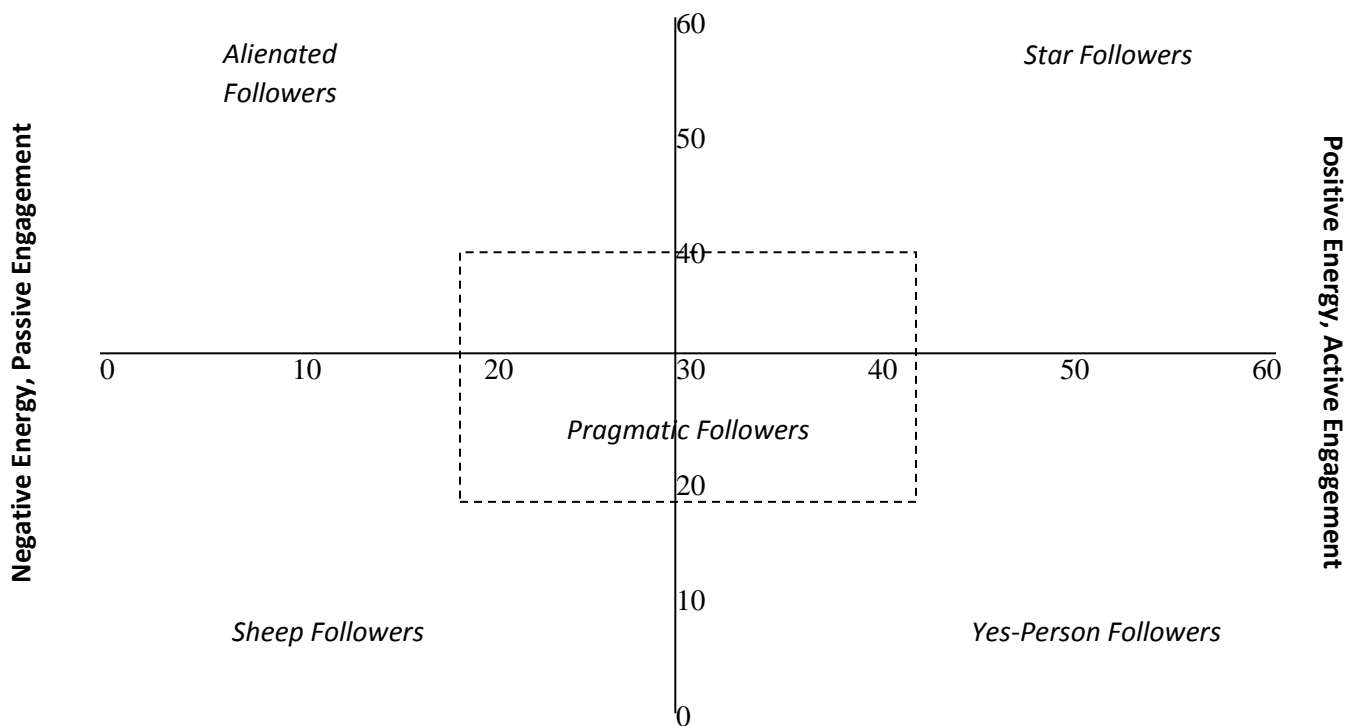 60
Alienated
Followers
Star Followers
50
40
0 10 20 30 40 50 60
Pragmatic Followers
20
10
Sheep Followers
Yes-Person Followers
0
Negative Energy, Passive Engagement
Positive Energy, Active Engagement